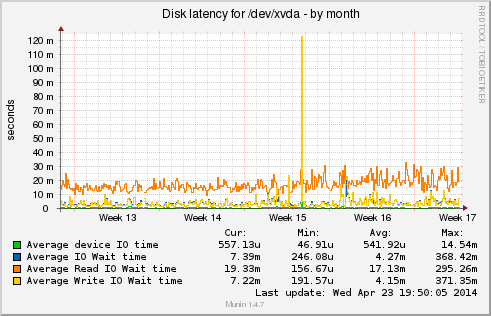 Disk latency for /dev/xvda - by month
RRDTOOL / TOBI OETIKER
seconds
120 m
110 m
100 m
90 m
80 m
70 m
60 m
50 m
40 m
30 m
20 m
10 m
0
Week 13 Week 14 Week 15 Week 16 Week 17
Cur: Min: Avg: Max:
Average device IO time 557.13u 46.91u 541.92u 14.54m
Average IO Wait time 7.39m 246.08u 4.27m 368.42m
Average Read IO Wait time 19.33m 156.67u 17.13m 295.26m
Average Write IO Wait time 7.22m 191.57u 4.15m 371.35m
Last update: Wed Apr 23 19:50:05 2014
Munin 1.4.7